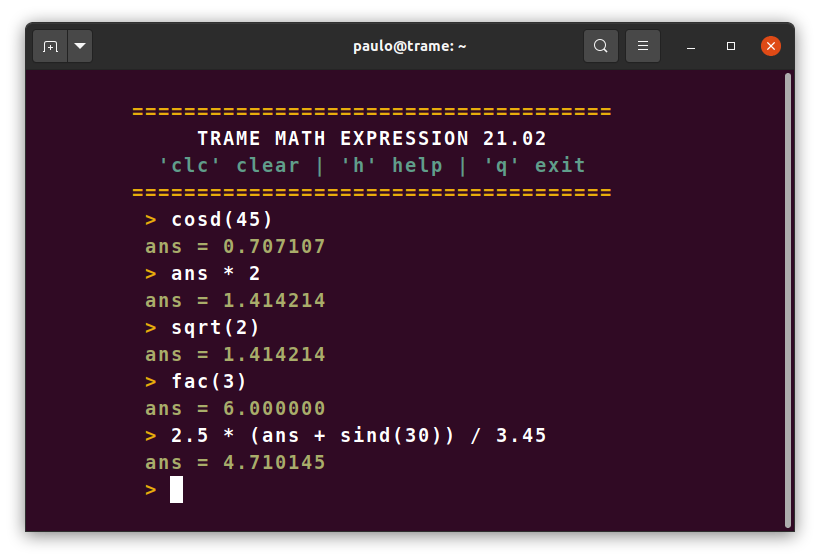 paulo@trame: ~
=====================================
TRAME MATH EXPRESSION 21.02
'clc' clear | 'h' help | 'q' exit
=====================================
> cosd(45)
ans = 0.707107
> ans * 2
ans = 1.414214
> sqrt(2)
ans = 1.414214
> fac(3)
ans = 6.000000
> 2.5 * (ans + sind(30)) / 3.45
ans = 4.710145
>